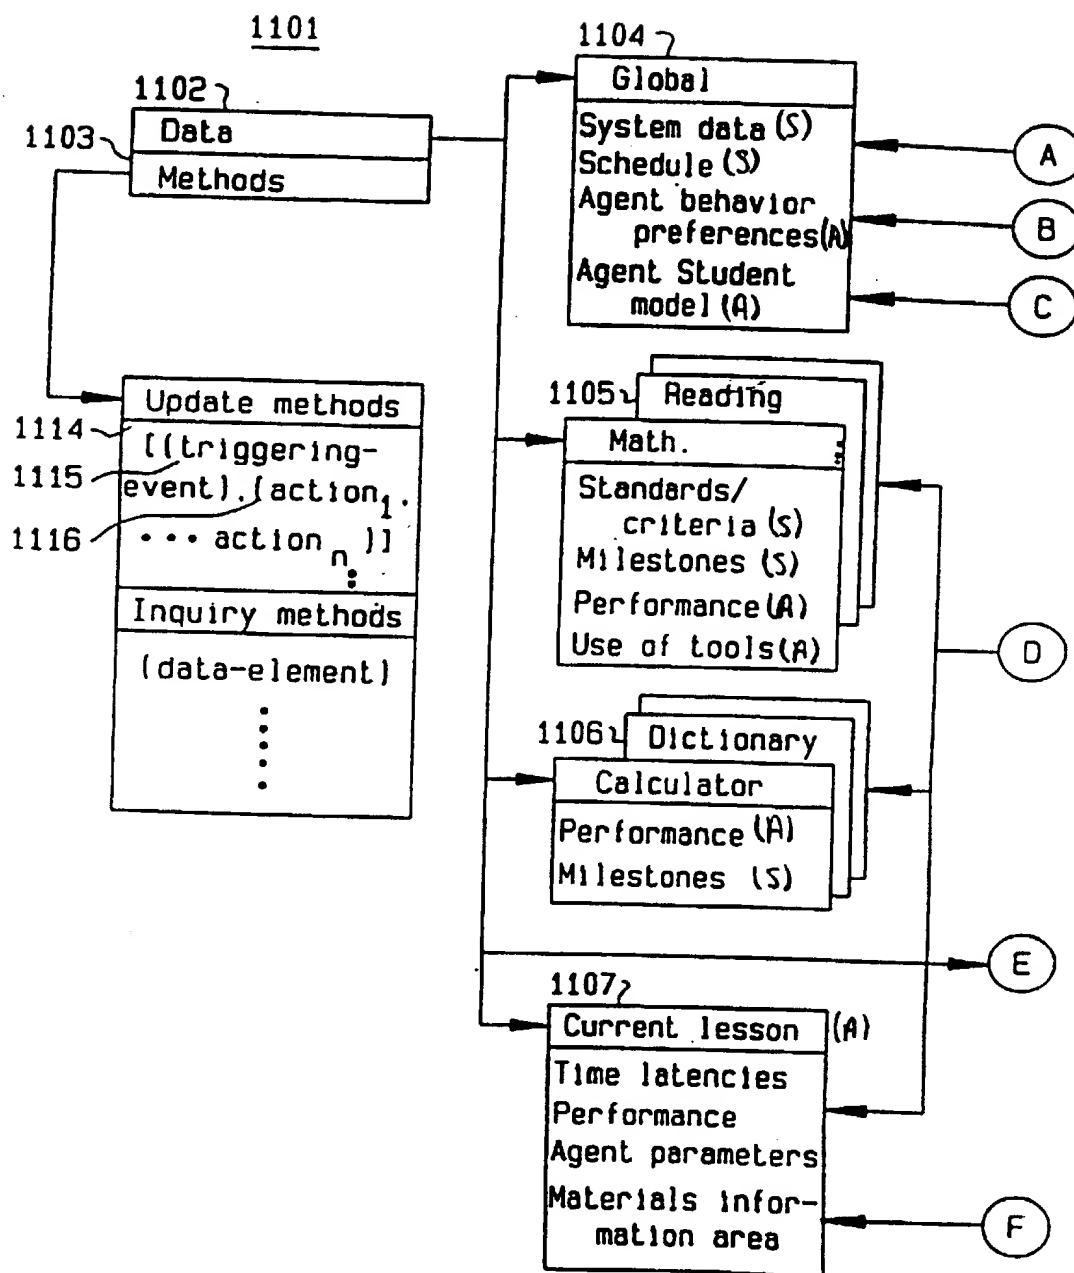 1101
1102
Data
1103
Methods
Update methods
1114
[((triggering-
1115
event).(action1.
1116
••• action n )]
Inquiry methods
(data-element)
1104
Global
System data (S)
Schedule (S)
Agent behavior
preferences (A)
Agent Student
model (A)
A
B
C
1105
Reading
Math.
Standards/
criteria (S)
Milestones (S)
Performance (A)
Use of tools (A)
D
1106
Dictionary
Calculator
Performance (A)
Milestones (S)
E
1107
Current lesson (A)
Time latencies
Performance
Agent parameters
Materials infor-
mation area
F